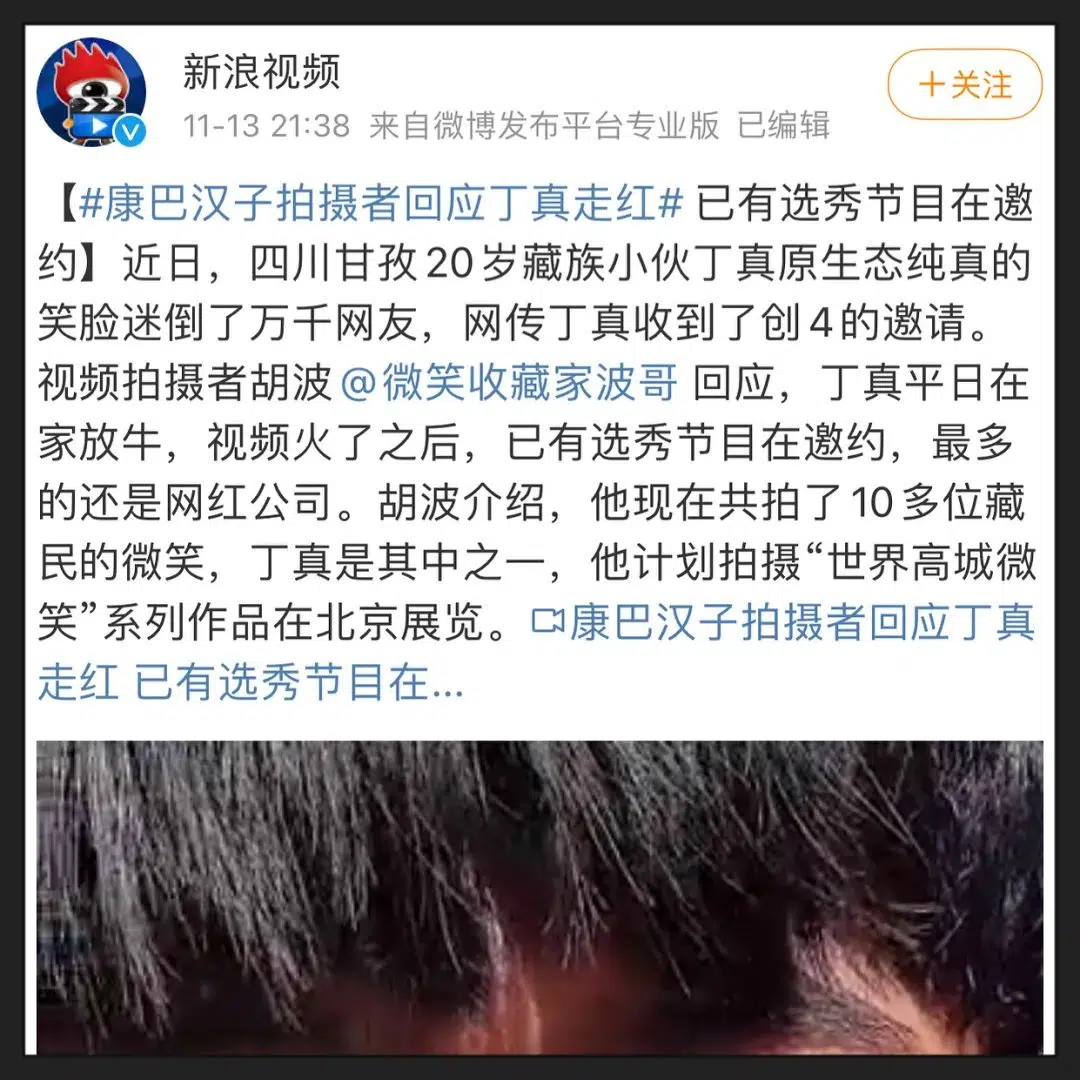 新浪视频
+关注
11-13 21:38 来自微博发布平台专业版 已编辑
【#康巴汉子拍摄者回应丁真走红# 已有选秀节目在邀
约】近日，四川甘孜20岁藏族小伙丁真原生态纯真的
笑脸迷倒了万千网友，网传丁真收到了创4的邀请。
视频拍摄者胡波@微笑收藏家波哥 回应，丁真平日在
家放牛，视频火了之后，已有选秀节目在邀约，最多
的还是网红公司。胡波介绍，他现在共拍了10多位藏
民的微笑，丁真是其中之一，他计划拍摄“世界高城微
笑”系列作品在北京展览。康巴汉子拍摄者回应丁真
走红 已有选秀节目在...